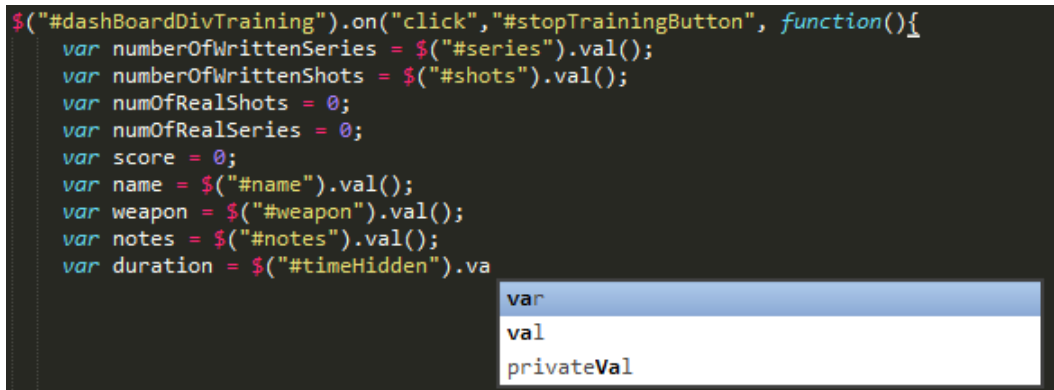 $("#dashBoardDivTraining").on("click","#stopTrainingButton", function(){
var numberOfWrittenSeries = $("#series").val();
var numberOfWrittenShots = $("#shots").val();
var numOfRealShots = 0;
var numOfRealSeries = 0;
var score = 0;
var name = $("#name").val();
var weapon = $("#weapon").val();
var notes = $("#notes").val();
var duration = $("#timeHidden").va
var
val
privateVal